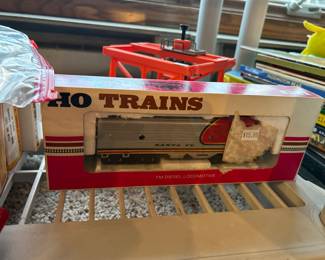 HO TRAINS
SANTA FE
FM DIESEL LOCOMOTIVE